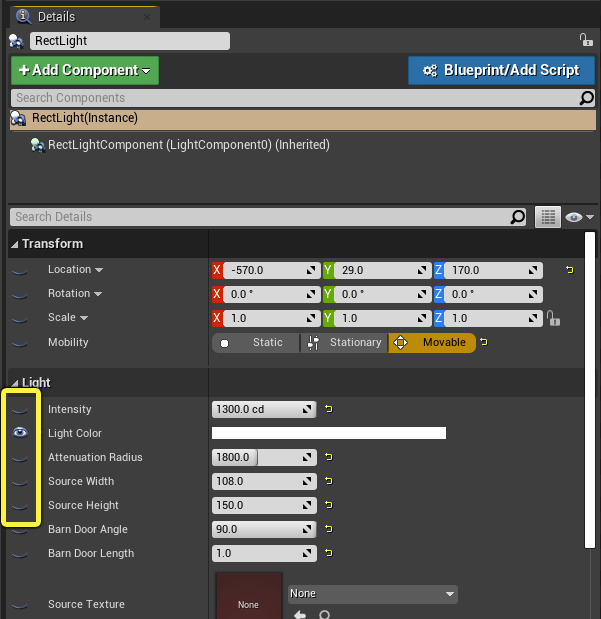 Details
RectLight
+ Add Component
Blueprint/Add Script
Search Components
RectLight(Instance)
RectLightComponent (LightComponent0) (Inherited)
Search Details
Transform
Location X -570.0 Y 29.0 Z 170.0
Rotation X 0.0 ° Y 0.0 ° Z 0.0 °
Scale X 1.0 Y 1.0 Z 1.0
Mobility Static Stationary Movable
Light
Intensity 1300.0 cd
Light Color
Attenuation Radius 1800.0
Source Width 108.0
Source Height 150.0
Barn Door Angle 90.0
Barn Door Length 1.0
Source Texture None None